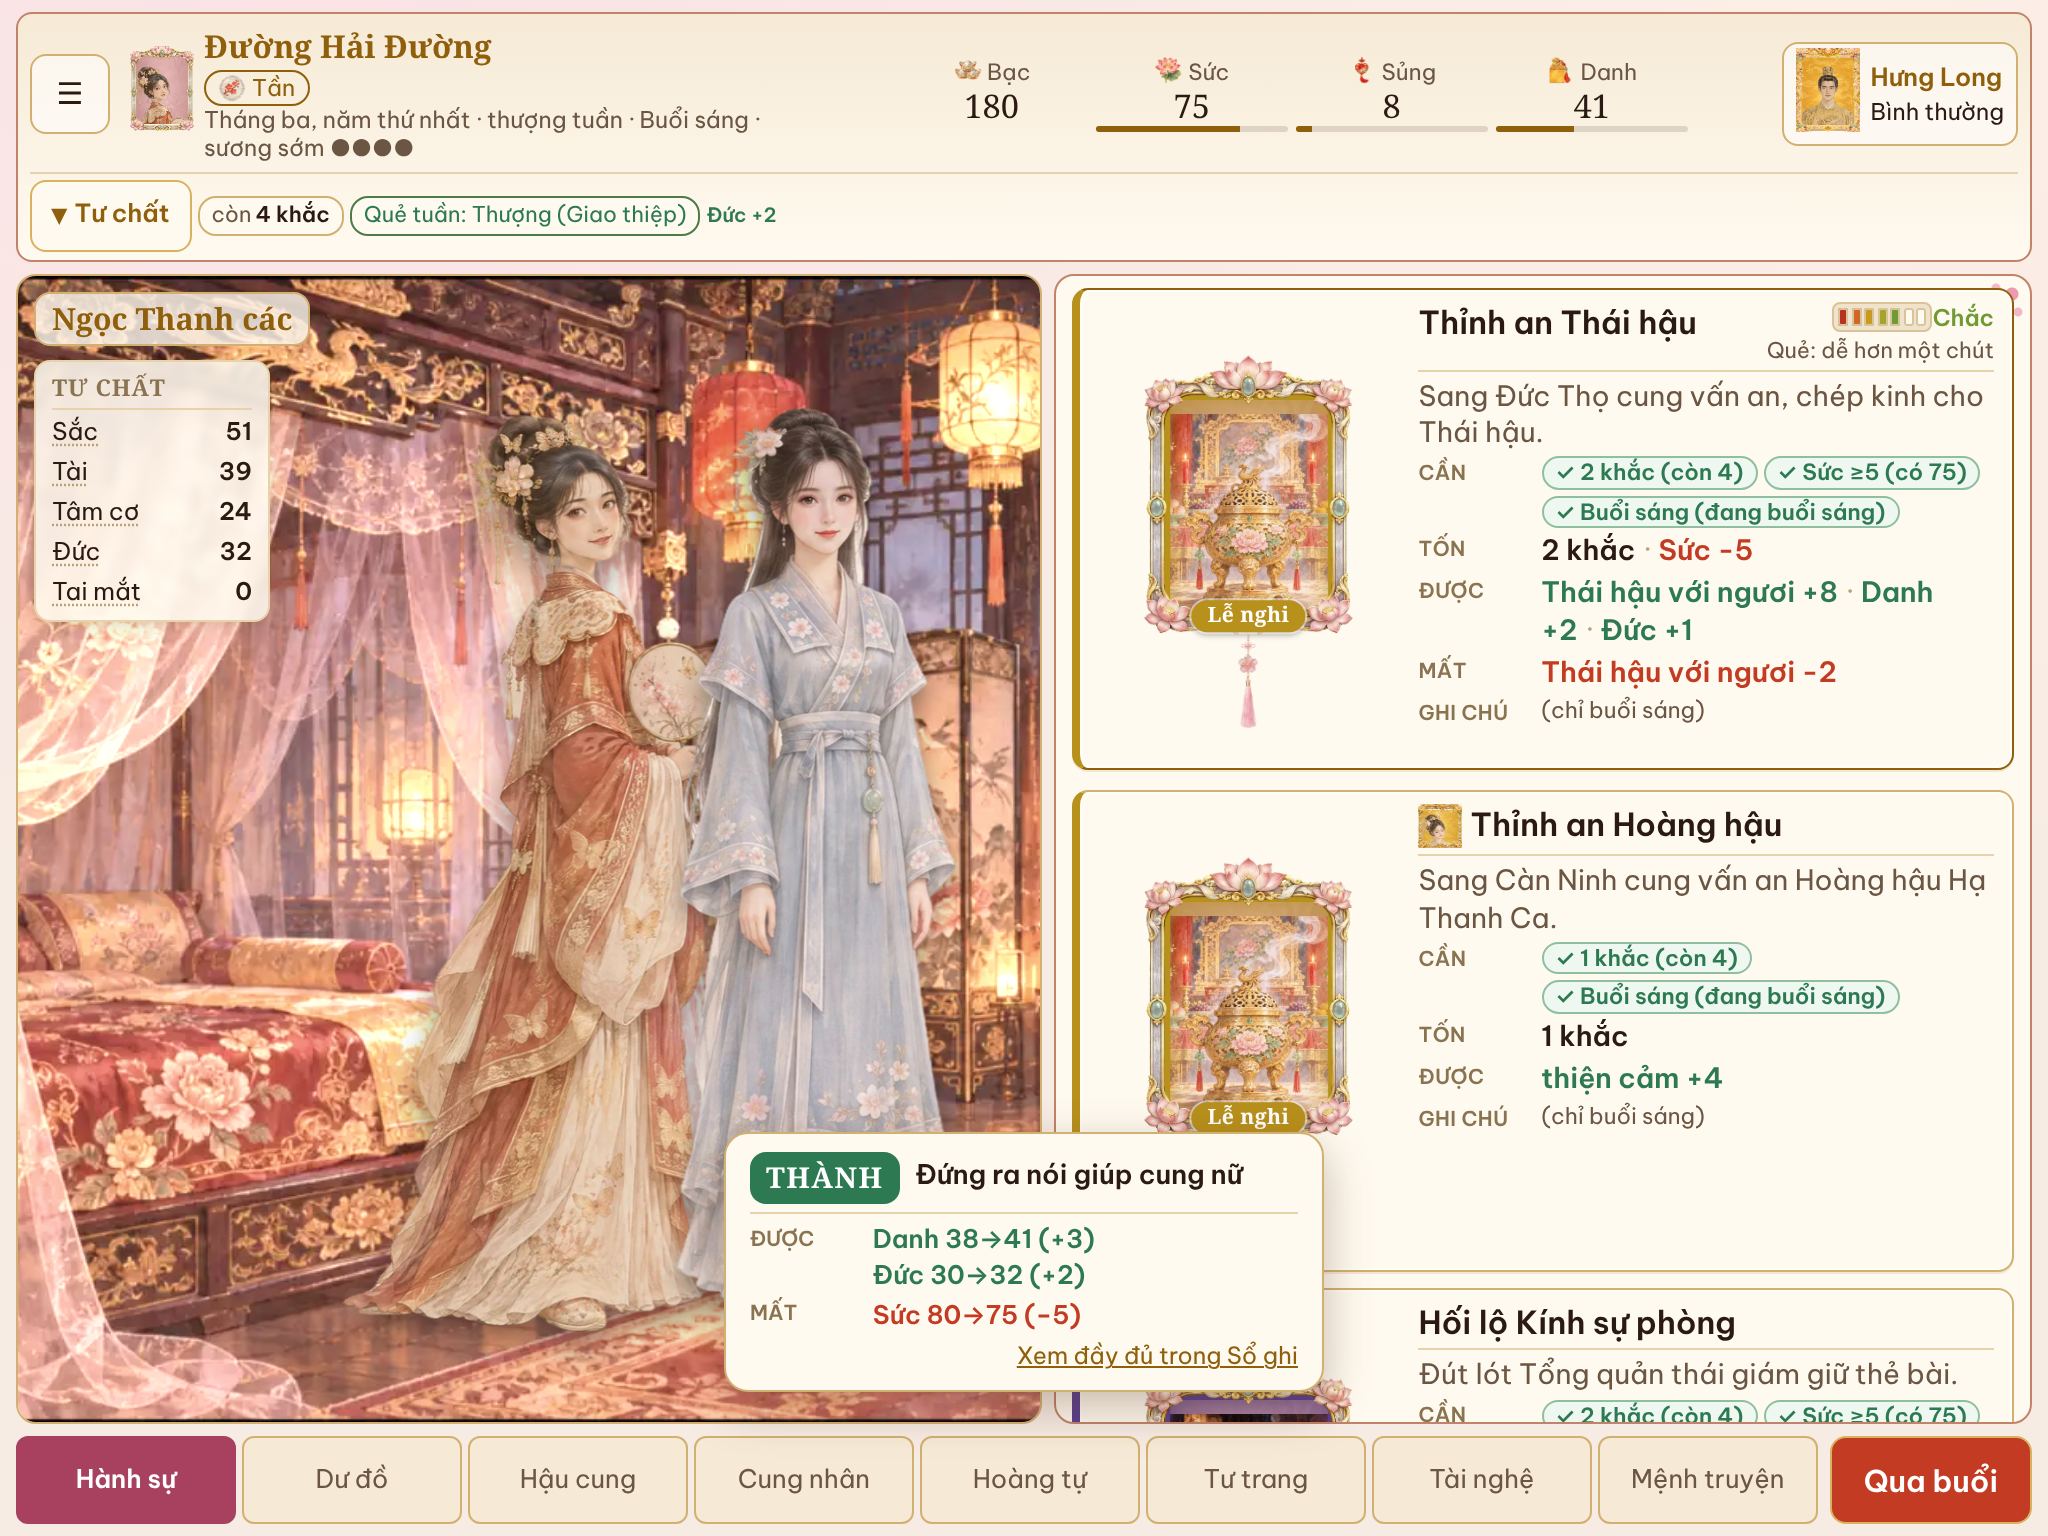 ☰
Đường Hải Đường
Tần
Tháng ba, năm thứ nhất · thượng tuần · Buổi sáng ·
sương sớm ●●●●
Bạc
180
Sức
75
Sủng
8
Danh
41
Hưng Long
Bình thường
▼ Tư chất
còn 4 khắc
Quẻ tuần: Thượng (Giao thiệp)
Đức +2
Ngọc Thanh các
TƯ CHẤT
Sắc 51
Tài 39
Tâm cơ 24
Đức 32
Tai mắt 0
Thỉnh an Thái hậu
Chắc
Quẻ: dễ hơn một chút
Lễ nghi
Sang Đức Thọ cung vấn an, chép kinh cho
Thái hậu.
CẦN ✓ 2 khắc (còn 4) ✓ Sức ≥5 (có 75)
✓ Buổi sáng (đang buổi sáng)
TỐN 2 khắc · Sức -5
ĐƯỢC Thái hậu với ngươi +8 · Danh
+2 · Đức +1
MẤT Thái hậu với ngươi -2
GHI CHÚ (chỉ buổi sáng)
Thỉnh an Hoàng hậu
Lễ nghi
Sang Càn Ninh cung vấn an Hoàng hậu Hạ
Thanh Ca.
CẦN ✓ 1 khắc (còn 4)
✓ Buổi sáng (đang buổi sáng)
TỐN 1 khắc
ĐƯỢC thiện cảm +4
GHI CHÚ (chỉ buổi sáng)
Hối lộ Kính sự phòng
Đút lót Tổng quản thái giám giữ thẻ bài.
CẦN ✓ 2 khắc (còn 4) ✓ Sức ≥5 (có 75)
THÀNH Đứng ra nói giúp cung nữ
ĐƯỢC Danh 38→41 (+3)
Đức 30→32 (+2)
MẤT Sức 80→75 (-5)
Xem đầy đủ trong Sổ ghi
Hành sự
Dư đồ
Hậu cung
Cung nhân
Hoàng tự
Tư trang
Tài nghệ
Mệnh truyện
Qua buổi